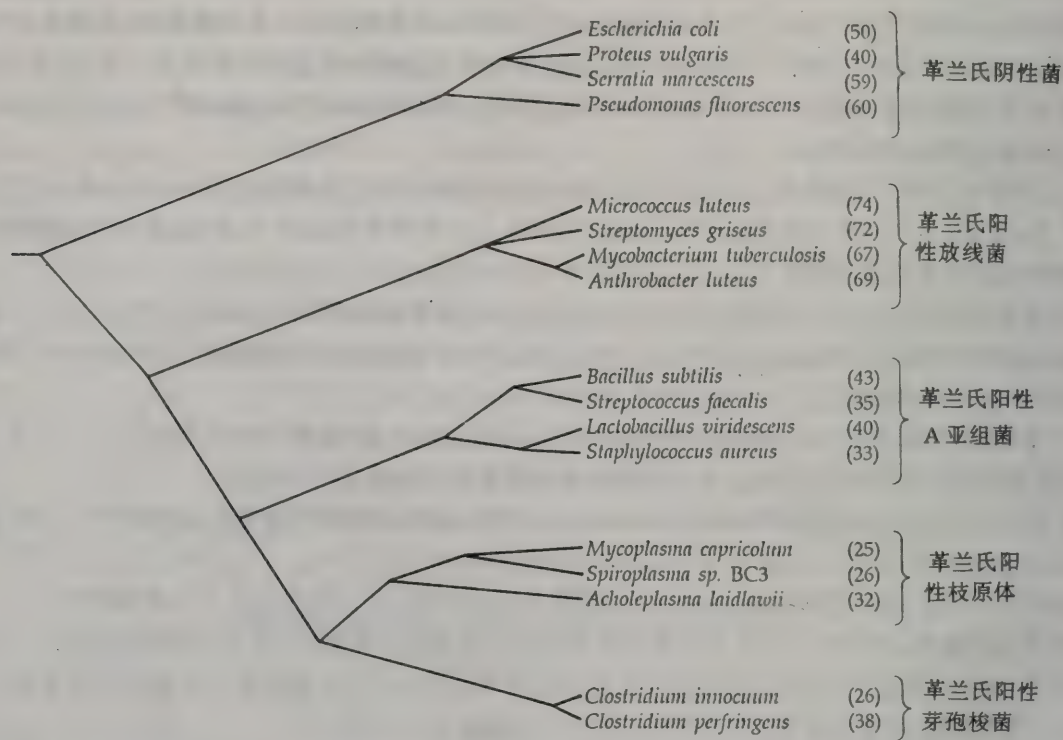 Escherichia coli (50)
Proteus vulgaris (40)
Serratia marcescens (59)
Pseudomonas fluorescens (60)
革兰氏阴性菌
Micrococcus luteus (74)
Streptomyces griseus (72)
Mycobacterium tuberculosis (67)
Anthrobacter luteus (69)
革兰氏阳
性放线菌
Bacillus subtilis (43)
Streptococcus faecalis (35)
Lactobacillus viridescens (40)
Staphylococcus aureus (33)
革兰氏阳性
A 亚组菌
Mycoplasma capricolum (25)
Spiroplasma sp. BC3 (26)
Acholeplasma laidlawii (32)
革兰氏阳
性枝原体
Clostridium innocuum (26)
Clostridium perfringens (38)
革兰氏阳性
芽孢梭菌